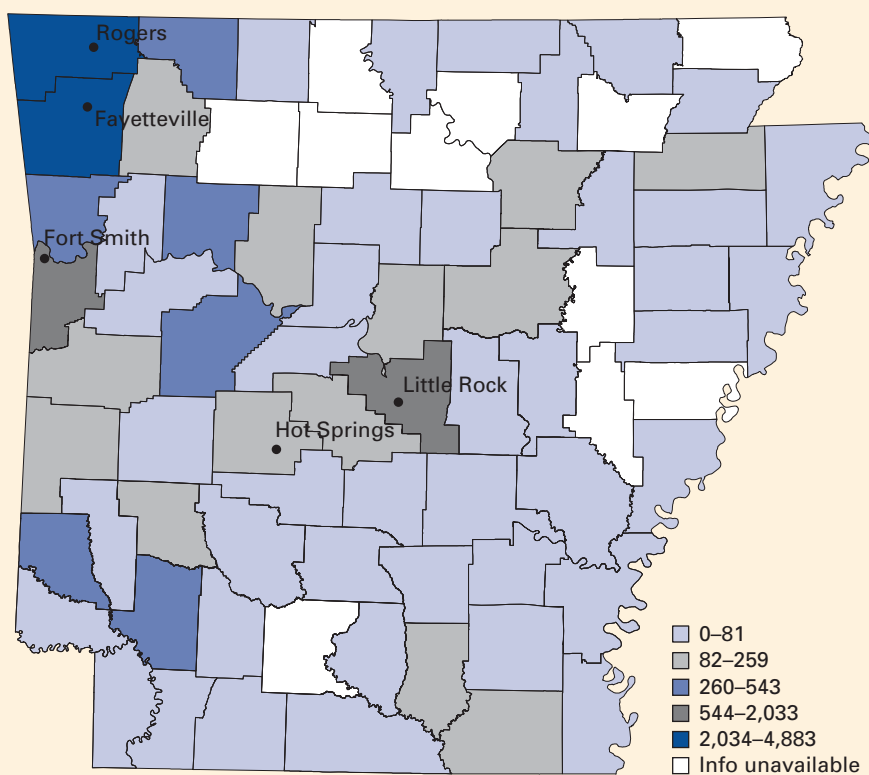 Rogers
Fayetteville
Fort Smith
Little Rock
Hot Springs
0–81
82–259
260–543
544–2,033
2,034–4,883
Info unavailable